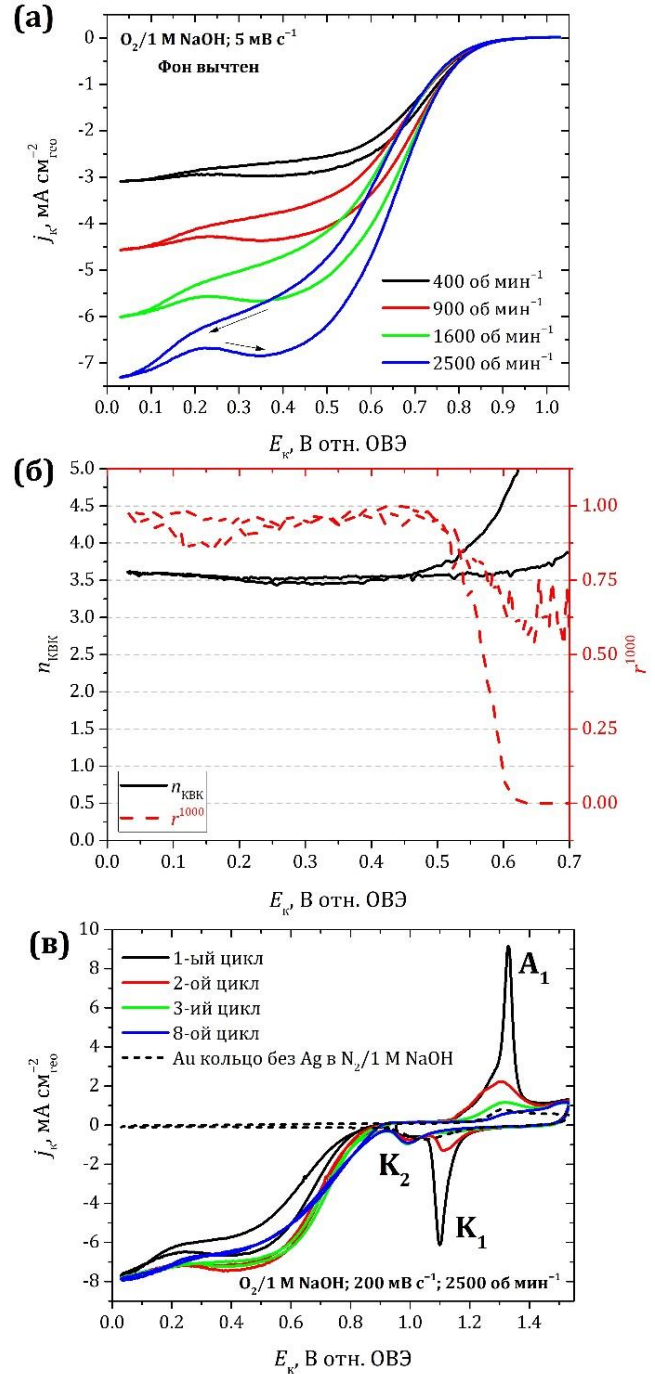 (а)
O₂/1 М NaOH; 5 мВ с⁻¹
Фон вычтен
0
-1
-2
-3
-4
-5
-6
-7
jк, мА см⁻²гео
400 об мин⁻¹
900 об мин⁻¹
1600 об мин⁻¹
2500 об мин⁻¹
0.0 0.1 0.2 0.3 0.4 0.5 0.6 0.7 0.8 0.9 1.0
Eк, В отн. ОВЭ
(б)
5.0
4.5
4.0
3.5
3.0
2.5
2.0
1.5
1.0
0.5
0.0
nКВК
1.00
0.75
0.50
0.25
0.00
r¹⁰⁰⁰
nКВК
r¹⁰⁰⁰
0.0 0.1 0.2 0.3 0.4 0.5 0.6 0.7
Eк, В отн. ОВЭ
(в)
10
8
6
4
2
0
-2
-4
-6
-8
jк, мА см⁻²гео
1-ый цикл
2-ой цикл
3-ий цикл
8-ой цикл
Au кольцо без Ag в N₂/1 М NaOH
A₁
K₂
K₁
O₂/1 М NaOH; 200 мВ с⁻¹; 2500 об мин⁻¹
0.0 0.2 0.4 0.6 0.8 1.0 1.2 1.4
Eк, В отн. ОВЭ